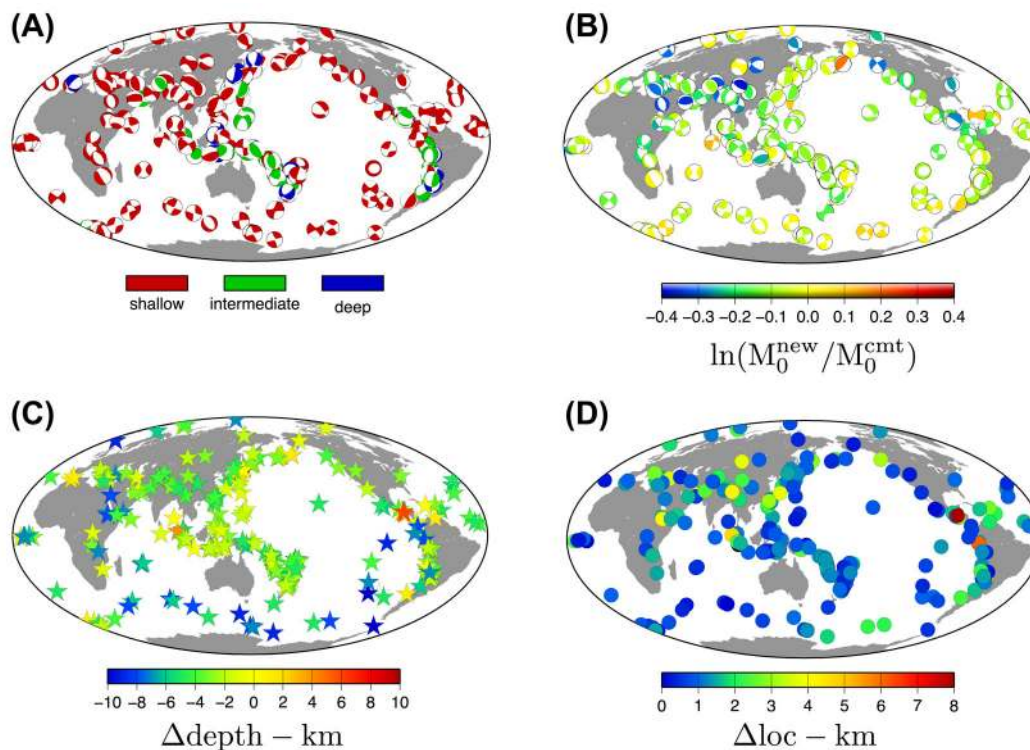 (A)
(B)
shallow intermediate deep
−0.4 −0.3 −0.2 −0.1 0.0 0.1 0.2 0.3 0.4
ln(M₀ⁿᵉʷ/M₀ᶜᵐᵗ)
(C)
(D)
−10 −8 −6 −4 −2 0 2 4 6 8 10
Δdepth − km
0 1 2 3 4 5 6 7 8
Δloc − km